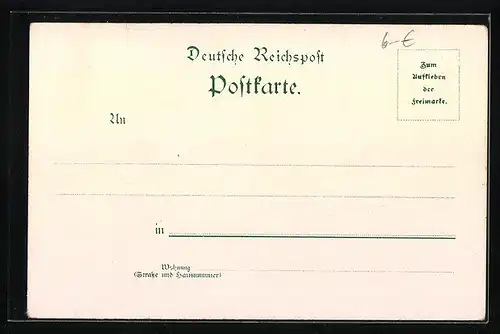 6–€
Deutſche Reichspoſt
Poſtkarte.
Zum
Aufkleben
der
Freimarke.
An
in
Wohnung
(Straße und Hausnummer)